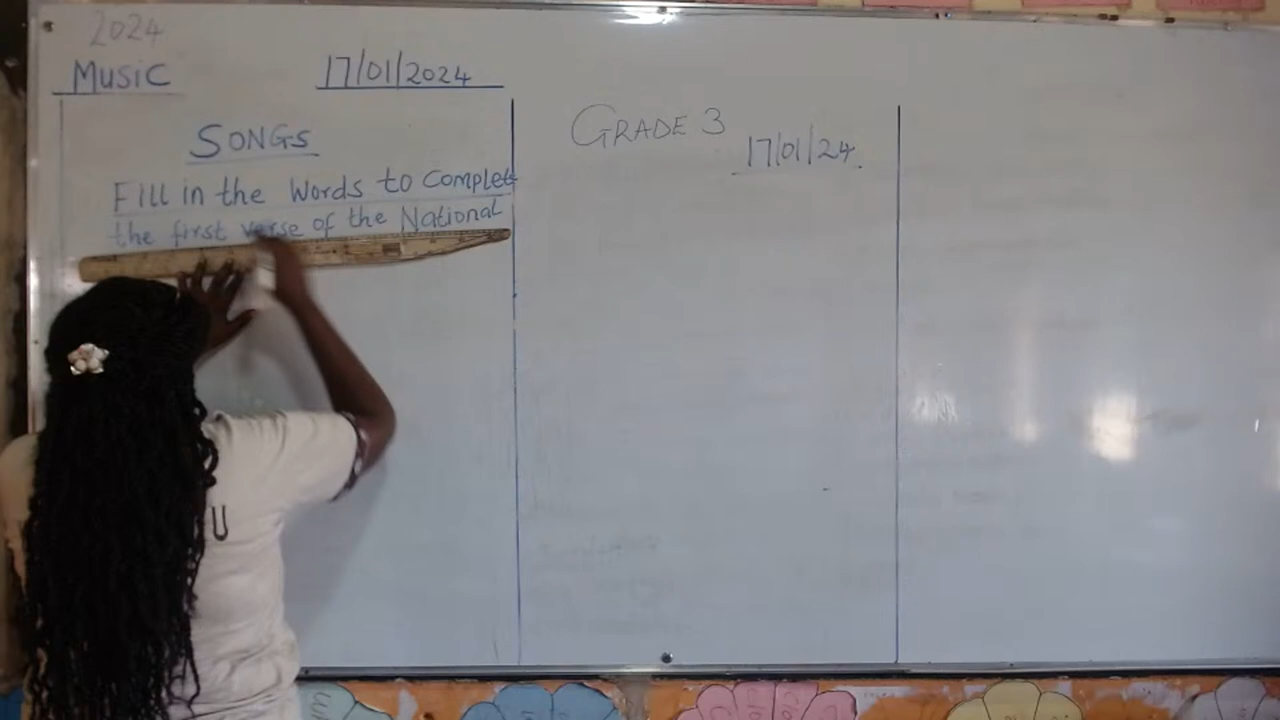 2024
MUSIC
17/01/2024
SONGS
Fill in the Words to Complet
the first verse of the National
GRADE 3
17/01/24
U